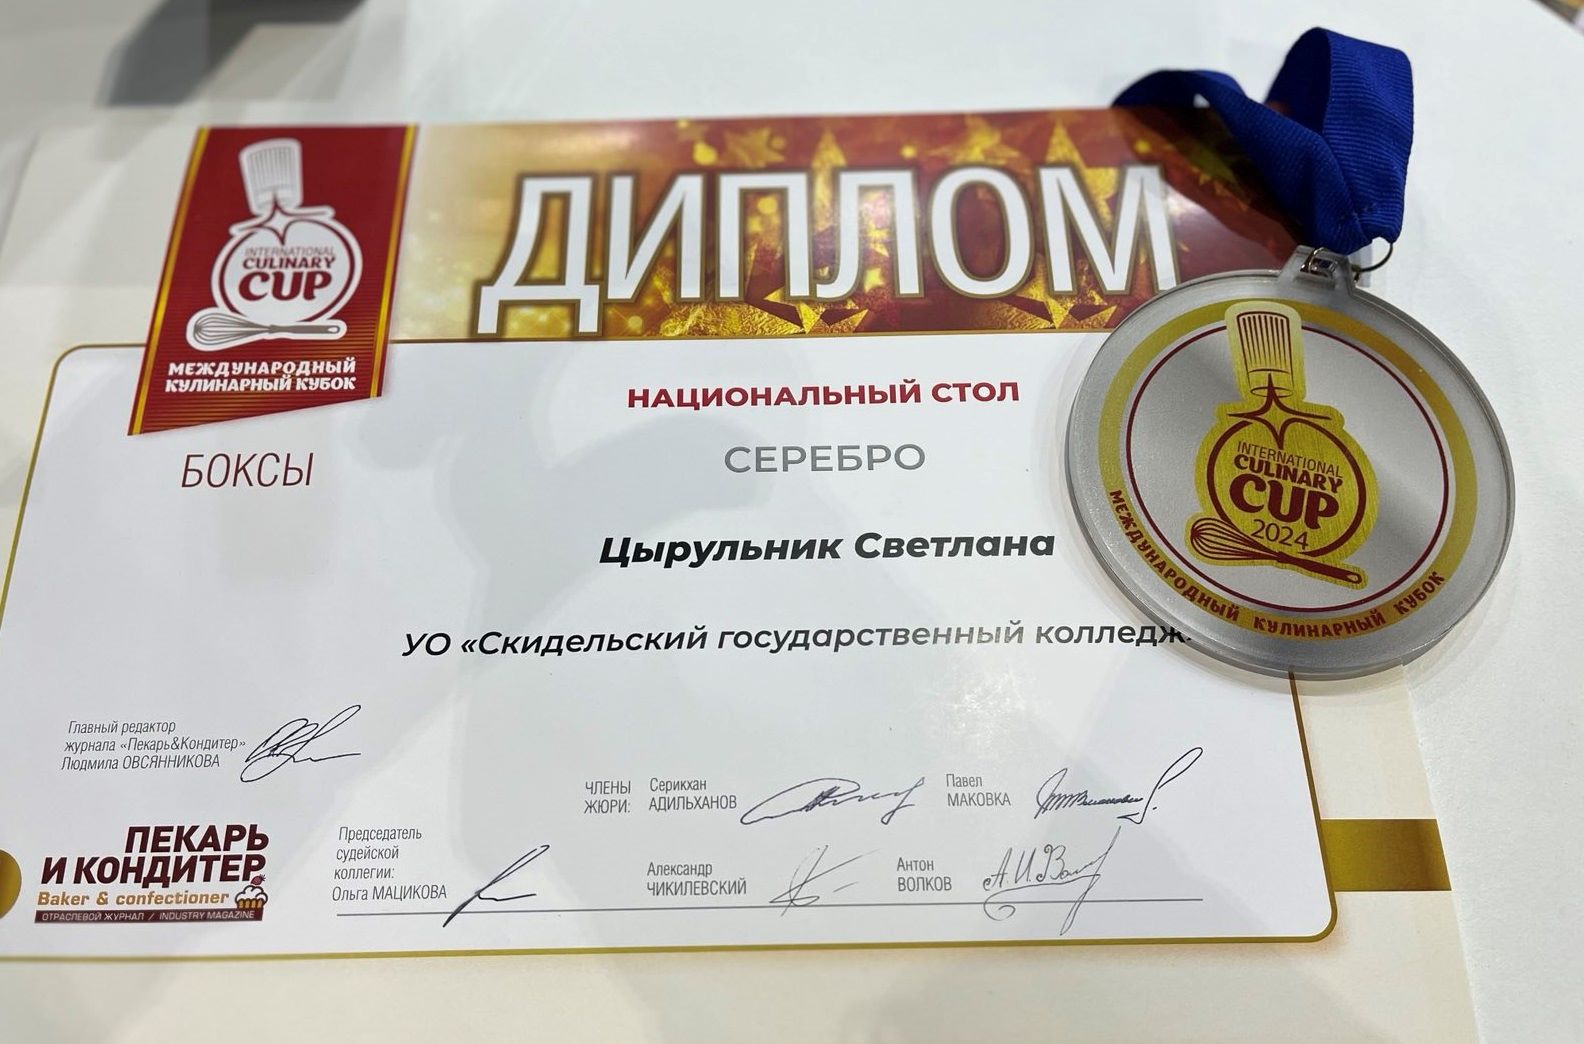 ДИПЛОМ
INTERNATIONAL
CULINARY
CUP
МЕЖДУНАРОДНЫЙ
КУЛИНАРНЫЙ КУБОК
НАЦИОНАЛЬНЫЙ СТОЛ
БОКСЫ
СЕРЕБРО
Цырульник Светлана
УО «Скидельский государственный колледж
INTERNATIONAL
CULINARY
CUP
2024
МЕЖДУНАРОДНЫЙ КУЛИНАРНЫЙ КУБОК
Главный редактор
журнала «Пекарь&Кондитер»
Людмила ОВСЯННИКОВА
ЧЛЕНЫ
ЖЮРИ:
Серикхан
АДИЛЬХАНОВ
Павел
МАКОВКА
ПЕКАРЬ
И КОНДИТЕР
Baker & confectioner
ОТРАСЛЕВОЙ ЖУРНАЛ / INDUSTRY MAGAZINE
Председатель
судейской
коллегии:
Ольга МАЦИКОВА
Александр
ЧИКИЛЕВСКИЙ
Антон
ВОЛКОВ